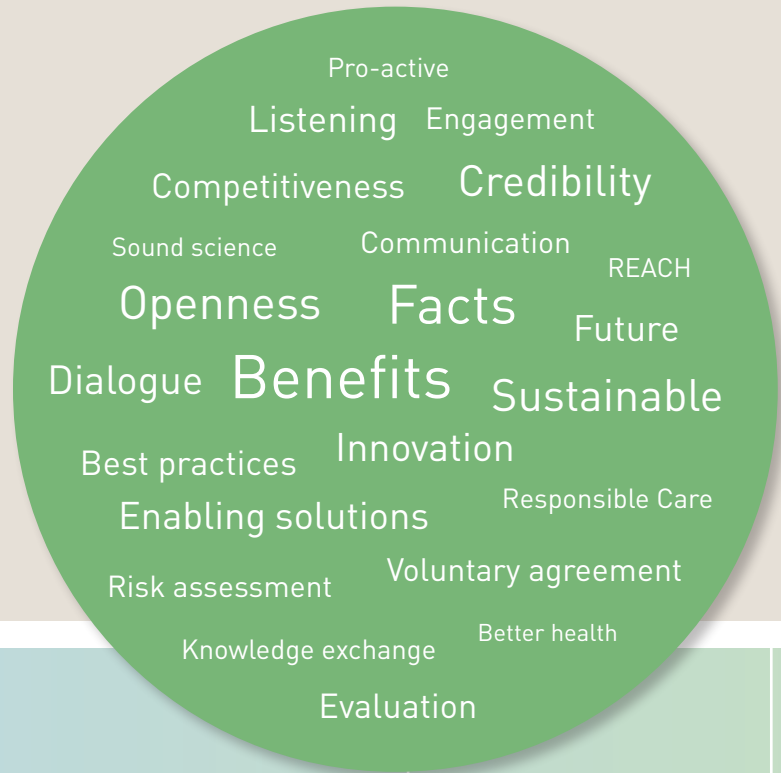 Pro-active
Listening Engagement
Competitiveness Credibility
Sound science Communication
REACH
Openness Facts
Future
Dialogue Benefits Sustainable
Best practices Innovation
Enabling solutions Responsible Care
Risk assessment Voluntary agreement
Knowledge exchange Better health
Evaluation